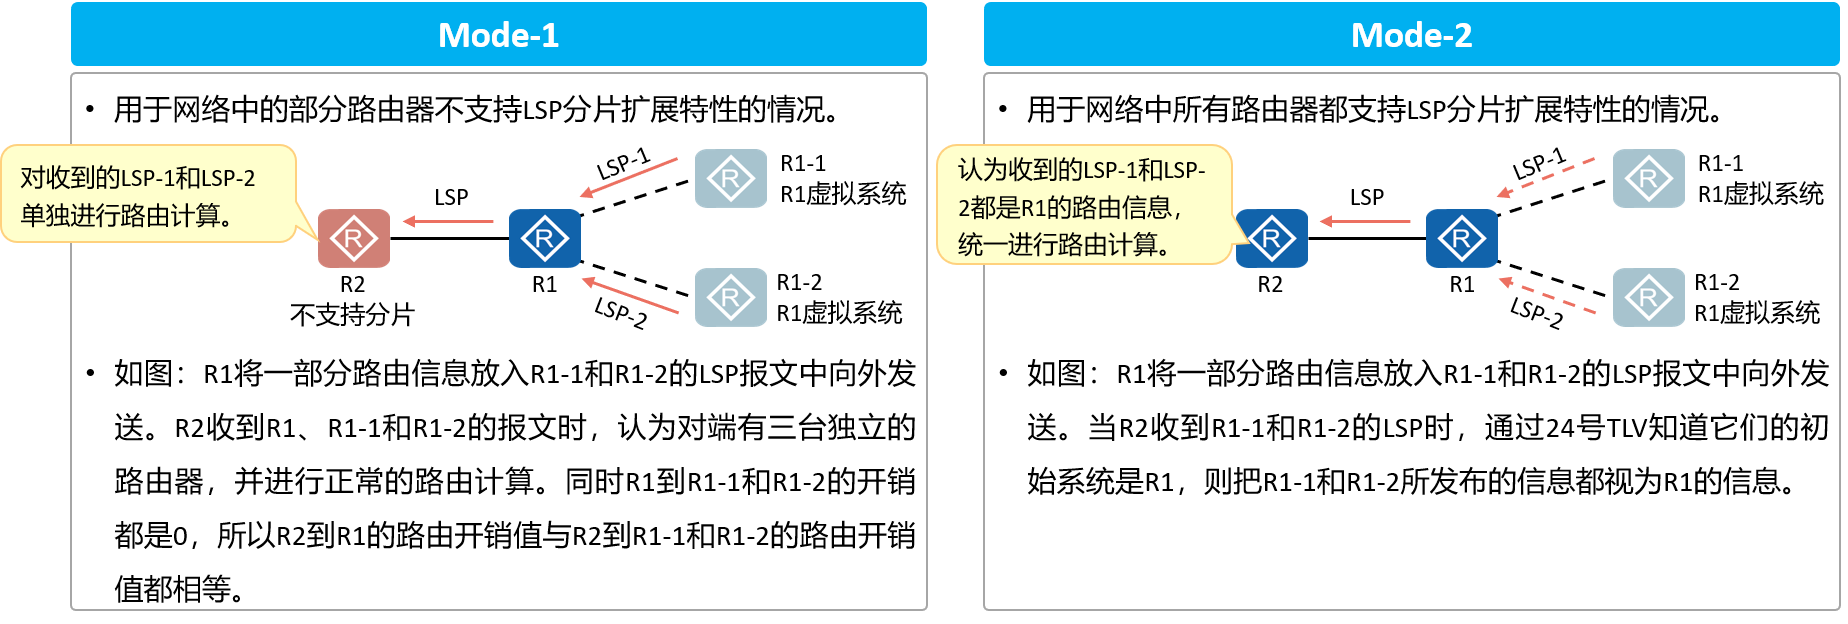 Mode-1
• 用于网络中的部分路由器不支持LSP分片扩展特性的情况。
对收到的LSP-1和LSP-2
单独进行路由计算。
LSP
LSP-1
R1-1
R1虚拟系统
R
R
R
R2
不支持分片
R1
LSP-2
R
R1-2
R1虚拟系统
• 如图：R1将一部分路由信息放入R1-1和R1-2的LSP报文中向外发
送。R2收到R1、R1-1和R1-2的报文时，认为对端有三台独立的
路由器，并进行正常的路由计算。同时R1到R1-1和R1-2的开销
都是0，所以R2到R1的路由开销值与R2到R1-1和R1-2的路由开销
值都相等。
Mode-2
• 用于网络中所有路由器都支持LSP分片扩展特性的情况。
认为收到的LSP-1和LSP-
2都是R1的路由信息，
统一进行路由计算。
LSP
LSP-1
R1-1
R1虚拟系统
R
R
R
R2
R1
LSP-2
R
R1-2
R1虚拟系统
• 如图：R1将一部分路由信息放入R1-1和R1-2的LSP报文中向外发
送。当R2收到R1-1和R1-2的LSP时，通过24号TLV知道它们的初
始系统是R1，则把R1-1和R1-2所发布的信息都视为R1的信息。